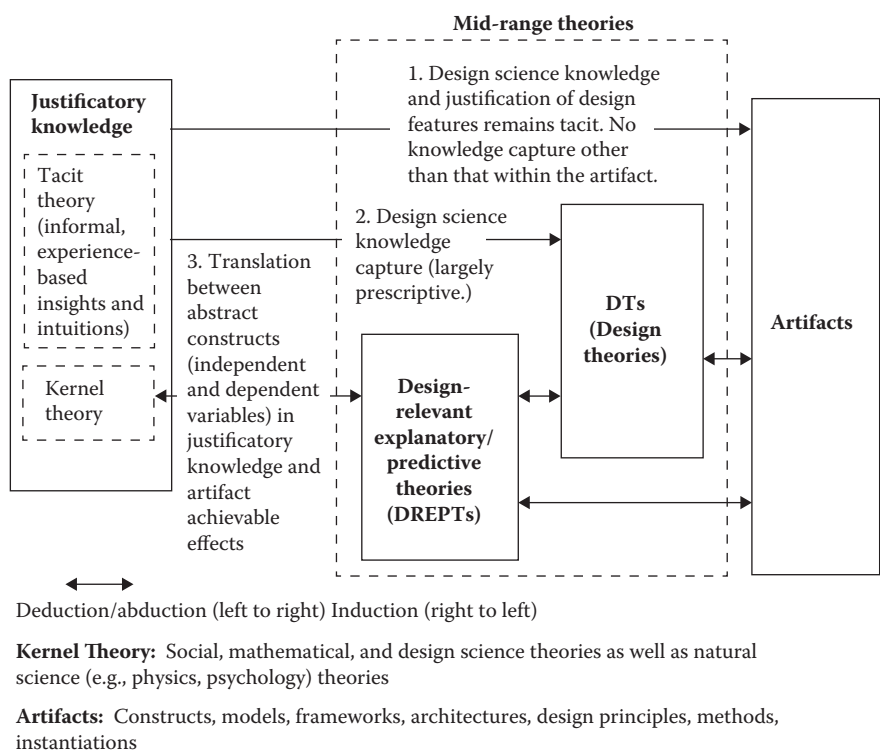 Mid-range theories
Justificatory
knowledge
Tacit
theory
(informal,
experience-
based
insights and
intuitions)
Kernel
theory
1. Design science knowledge
and justification of design
features remains tacit. No
knowledge capture other
than that within the artifact.
2. Design science
knowledge
capture (largely
prescriptive.)
3. Translation
between
abstract
constructs
(independent
and dependent
variables) in
justificatory
knowledge and
artifact
achievable
effects
Design-
relevant
explanatory/
predictive
theories
(DREPTs)
DTs
(Design
theories)
Artifacts
Deduction/abduction (left to right) Induction (right to left)
Kernel Theory: Social, mathematical, and design science theories as well as natural
science (e.g., physics, psychology) theories
Artifacts: Constructs, models, frameworks, architectures, design principles, methods,
instantiations